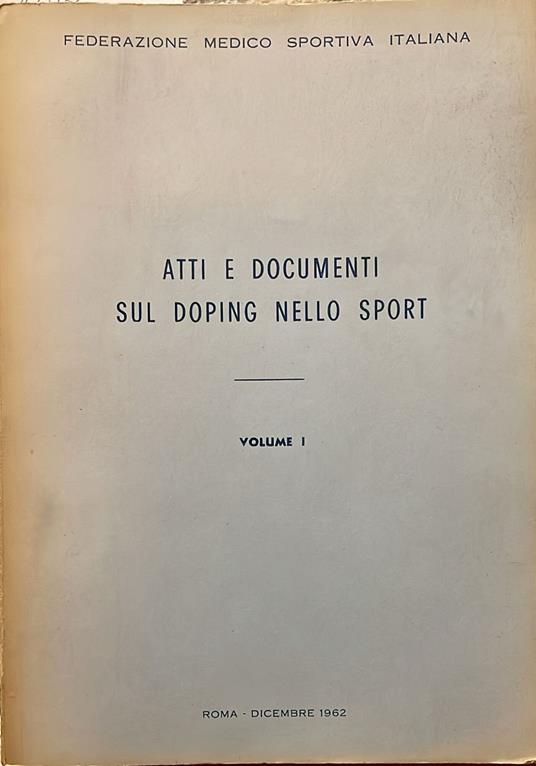 FEDERAZIONE MEDICO SPORTIVA ITALIANA
ATTI E DOCUMENTI
SUL DOPING NELLO SPORT
VOLUME I
ROMA - DICEMBRE 1962